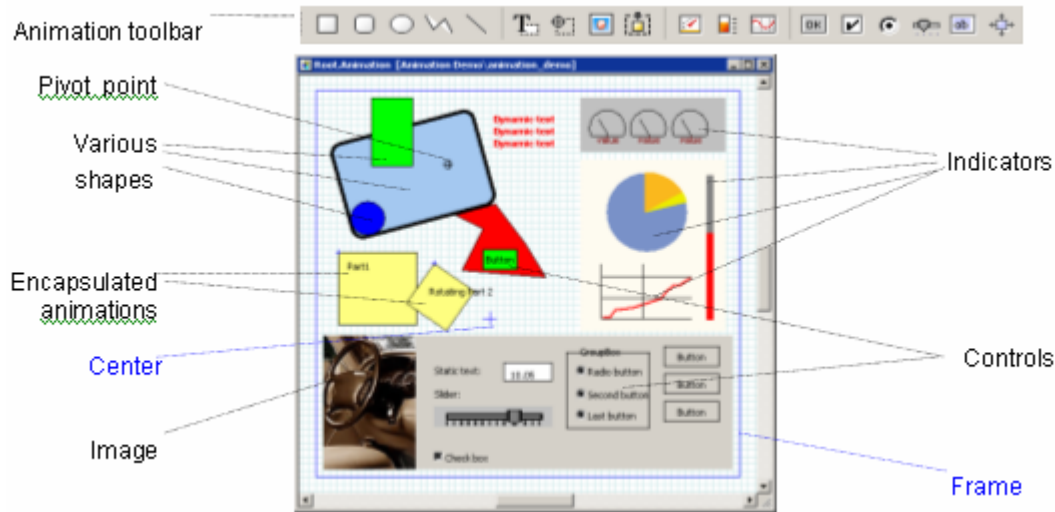 Animation toolbar
OK
ab
Root.Animation [Animation Demo\animation_demo]
Pivot point
Various
shapes
Dynamic text
Dynamic text
Dynamic text
Indicators
Button
Part1
Rotating Part 2
Encapsulated
animations
Center
Controls
Static text:
10.05
Slider:
GroupBox
Radio button
Second button
Last button
Button
Button
Button
Check box
Image
Frame